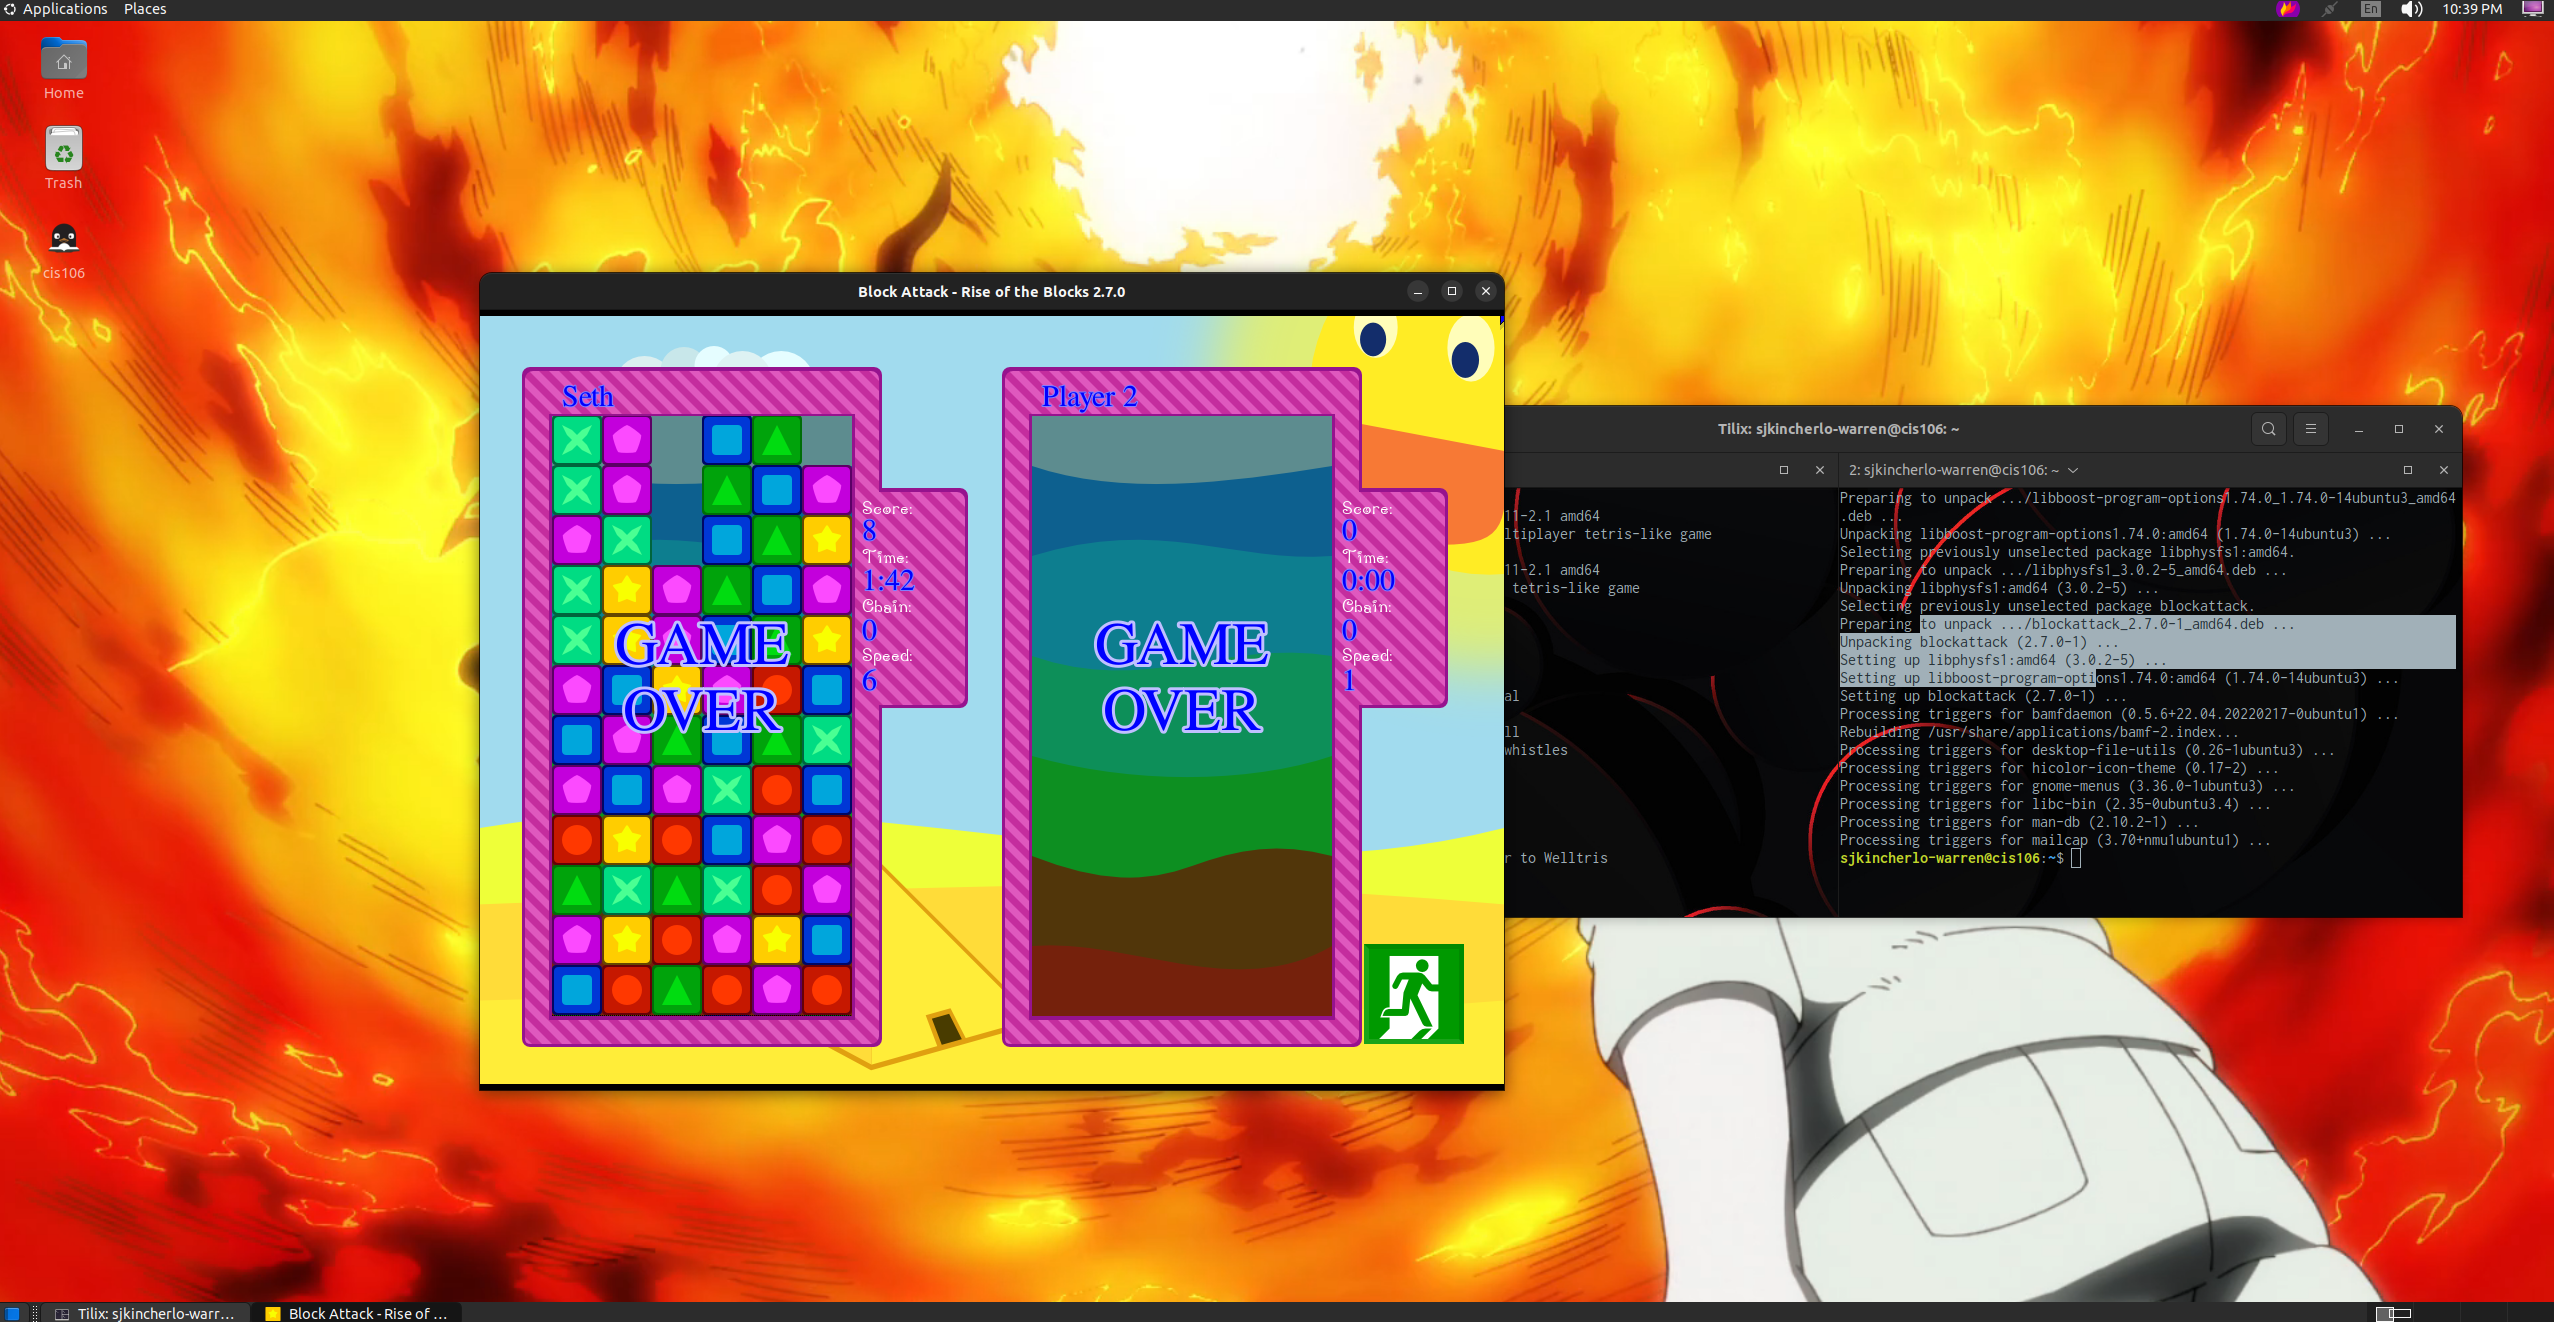 Applications Places
En 10:39 PM
Home
Trash
cis106
Block Attack - Rise of the Blocks 2.7.0
Seth
Score:
8
Time:
1:42
Chain:
0
Speed:
6
GAME
OVER
Player 2
Score:
0
Time:
0:00
Chain:
0
Speed:
1
GAME
OVER
Tilix: sjkincherlo-warren@cis106: ~
11-2.1 amd64
ltiplayer tetris-like game
11-2.1 amd64
tetris-like game
al
ll
whistles
r to Welltris
2: sjkincherlo-warren@cis106: ~
Preparing to unpack .../libboost-program-options1.74.0_1.74.0-14ubuntu3_amd64
.deb ...
Unpacking libboost-program-options1.74.0:amd64 (1.74.0-14ubuntu3) ...
Selecting previously unselected package libphysfs1:amd64.
Preparing to unpack .../libphysfs1_3.0.2-5_amd64.deb ...
Unpacking libphysfs1:amd64 (3.0.2-5) ...
Selecting previously unselected package blockattack.
Preparing to unpack .../blockattack_2.7.0-1_amd64.deb ...
Unpacking blockattack (2.7.0-1) ...
Setting up libphysfs1:amd64 (3.0.2-5) ...
Setting up libboost-program-options1.74.0:amd64 (1.74.0-14ubuntu3) ...
Setting up blockattack (2.7.0-1) ...
Processing triggers for bamfdaemon (0.5.6+22.04.20220217-0ubuntu1) ...
Rebuilding /usr/share/applications/bamf-2.index...
Processing triggers for desktop-file-utils (0.26-1ubuntu3) ...
Processing triggers for hicolor-icon-theme (0.17-2) ...
Processing triggers for gnome-menus (3.36.0-1ubuntu3) ...
Processing triggers for libc-bin (2.35-0ubuntu3.4) ...
Processing triggers for man-db (2.10.2-1) ...
Processing triggers for mailcap (3.70+nmu1ubuntu1) ...
sjkincherlo-warren@cis106:~$
Tilix: sjkincherlo-warr...
Block Attack - Rise of ...